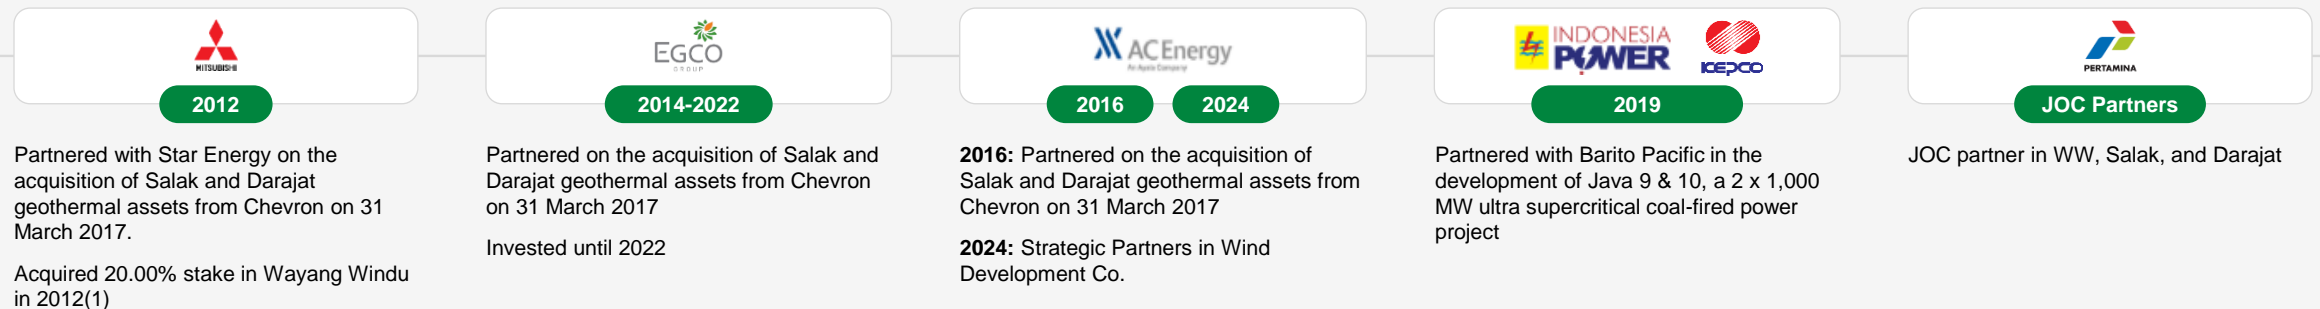 MITSUBISHI
2012
Partnered with Star Energy on the
acquisition of Salak and Darajat
geothermal assets from Chevron on 31
March 2017.
Acquired 20.00% stake in Wayang Windu
in 2012(1)
EGCO
GROUP
2014-2022
Partnered on the acquisition of Salak and
Darajat geothermal assets from Chevron
on 31 March 2017
Invested until 2022
AC Energy
An Ayala Company
2016 2024
2016: Partnered on the acquisition of
Salak and Darajat geothermal assets from
Chevron on 31 March 2017
2024: Strategic Partners in Wind
Development Co.
INDONESIA
POWER
KEPCO
2019
Partnered with Barito Pacific in the
development of Java 9 & 10, a 2 x 1,000
MW ultra supercritical coal-fired power
project
PERTAMINA
JOC Partners
JOC partner in WW, Salak, and Darajat